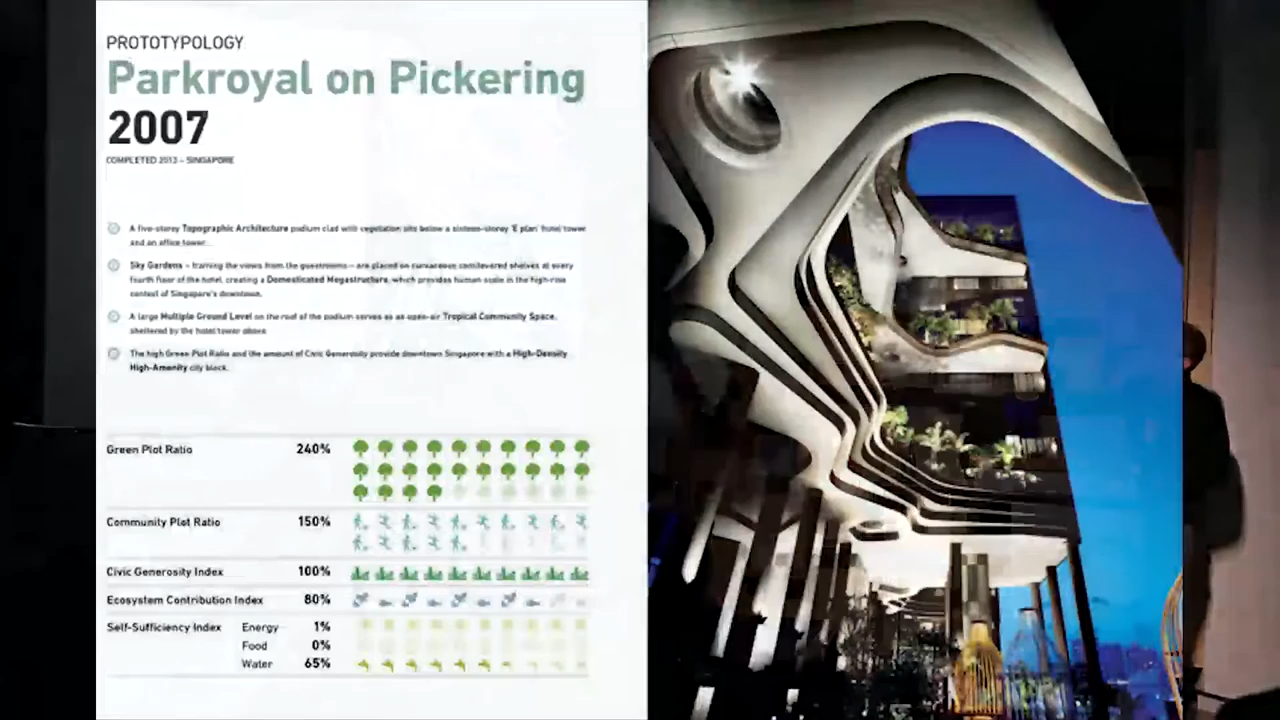 PROTOTYPOLOGY
Parkroyal on Pickering
2007
COMPLETED 2013 – SINGAPORE
A five-storey Topographic Architecture podium clad with vegetation sits below a sixteen-storey 'E plan' hotel tower
and an office tower.
Sky Gardens – framing the views from the guestrooms – are placed on curvaceous cantilevered shelves at every
fourth floor of the hotel, creating a Domesticated Megastructure, which provides human scale in the high-rise
context of Singapore's downtown.
A large Multiple Ground Level on the roof of the podium serves as an open-air Tropical Community Space,
sheltered by the hotel tower above.
The high Green Plot Ratio and the amount of Civic Generosity provide downtown Singapore with a High-Density
High-Amenity city block.
Green Plot Ratio 240%
Community Plot Ratio 150%
Civic Generosity Index 100%
Ecosystem Contribution Index 80%
Self-Sufficiency Index Energy 1%
Food 0%
Water 65%